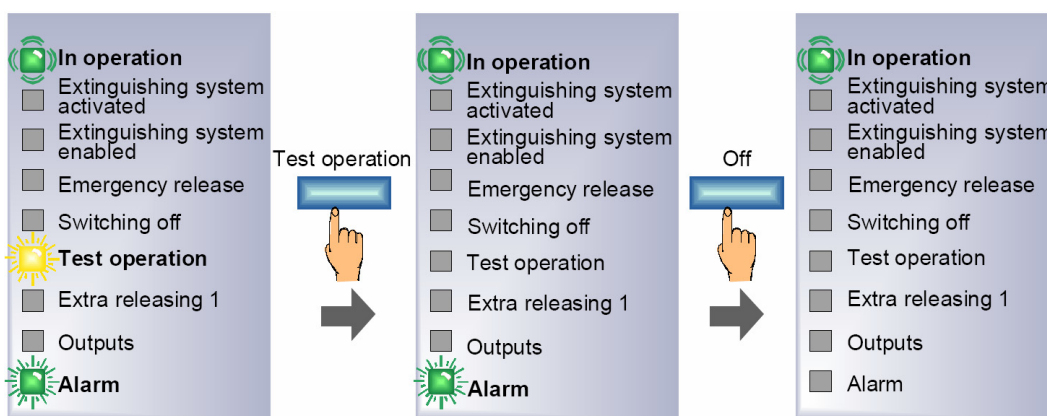 In operation
Extinguishing system
activated
Extinguishing system
enabled
Emergency release
Switching off
Test operation
Extra releasing 1
Outputs
Alarm
Test operation
In operation
Extinguishing system
activated
Extinguishing system
enabled
Emergency release
Switching off
Test operation
Extra releasing 1
Outputs
Alarm
Off
In operation
Extinguishing system
activated
Extinguishing system
enabled
Emergency release
Switching off
Test operation
Extra releasing 1
Outputs
Alarm